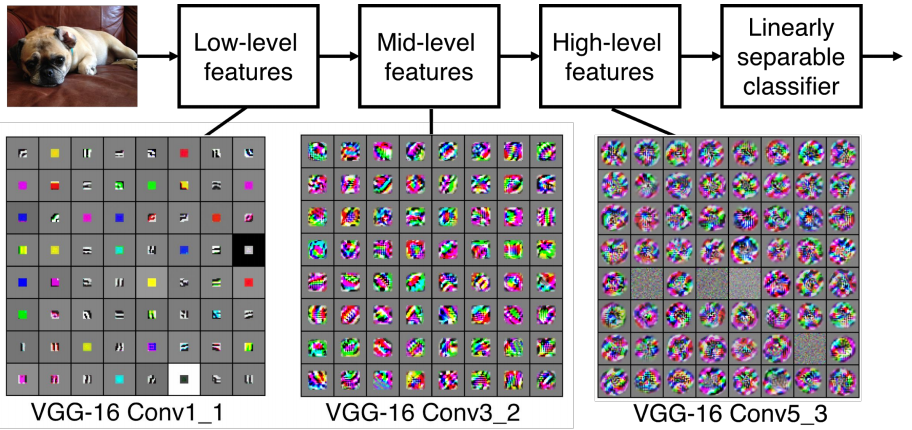 Low-level
features
Mid-level
features
High-level
features
Linearly
separable
classifier
VGG-16 Conv1_1
VGG-16 Conv3_2
VGG-16 Conv5_3